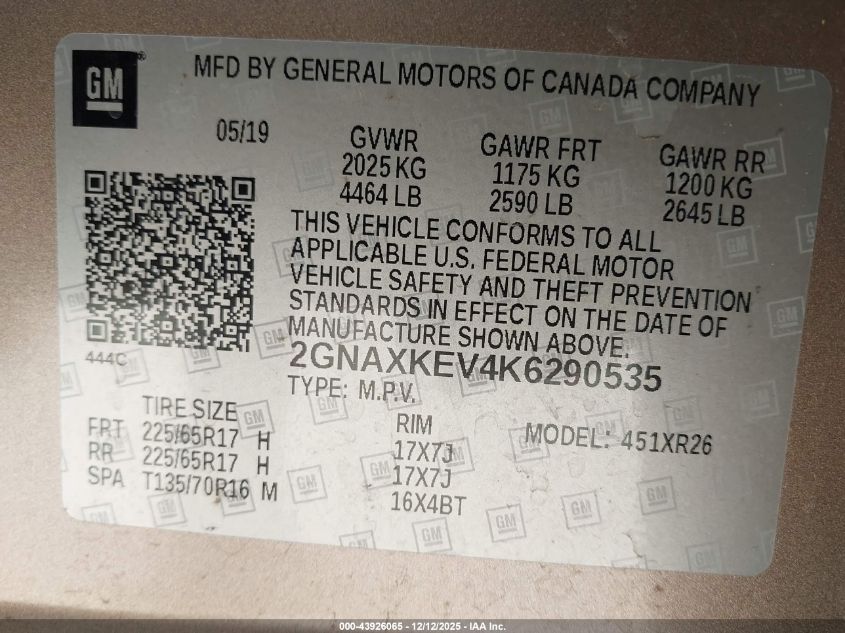 GM
MFD BY GENERAL MOTORS OF CANADA COMPANY
05/19
GVWR
2025 KG
4464 LB
GAWR FRT
1175 KG
2590 LB
GAWR RR
1200 KG
2645 LB
THIS VEHICLE CONFORMS TO ALL
APPLICABLE U.S. FEDERAL MOTOR
VEHICLE SAFETY AND THEFT PREVENTION
STANDARDS IN EFFECT ON THE DATE OF
MANUFACTURE SHOWN ABOVE.
444C
2GNAXKEV4K6290535
TYPE: M.P.V.
TIRE SIZE
FRT 225/65R17 H
RR 225/65R17 H
SPA T135/70R16 M
RIM
17X7J
17X7J
16X4BT
MODEL: 451XR26
000-43926065 - 12/12/2025 - IAA Inc.